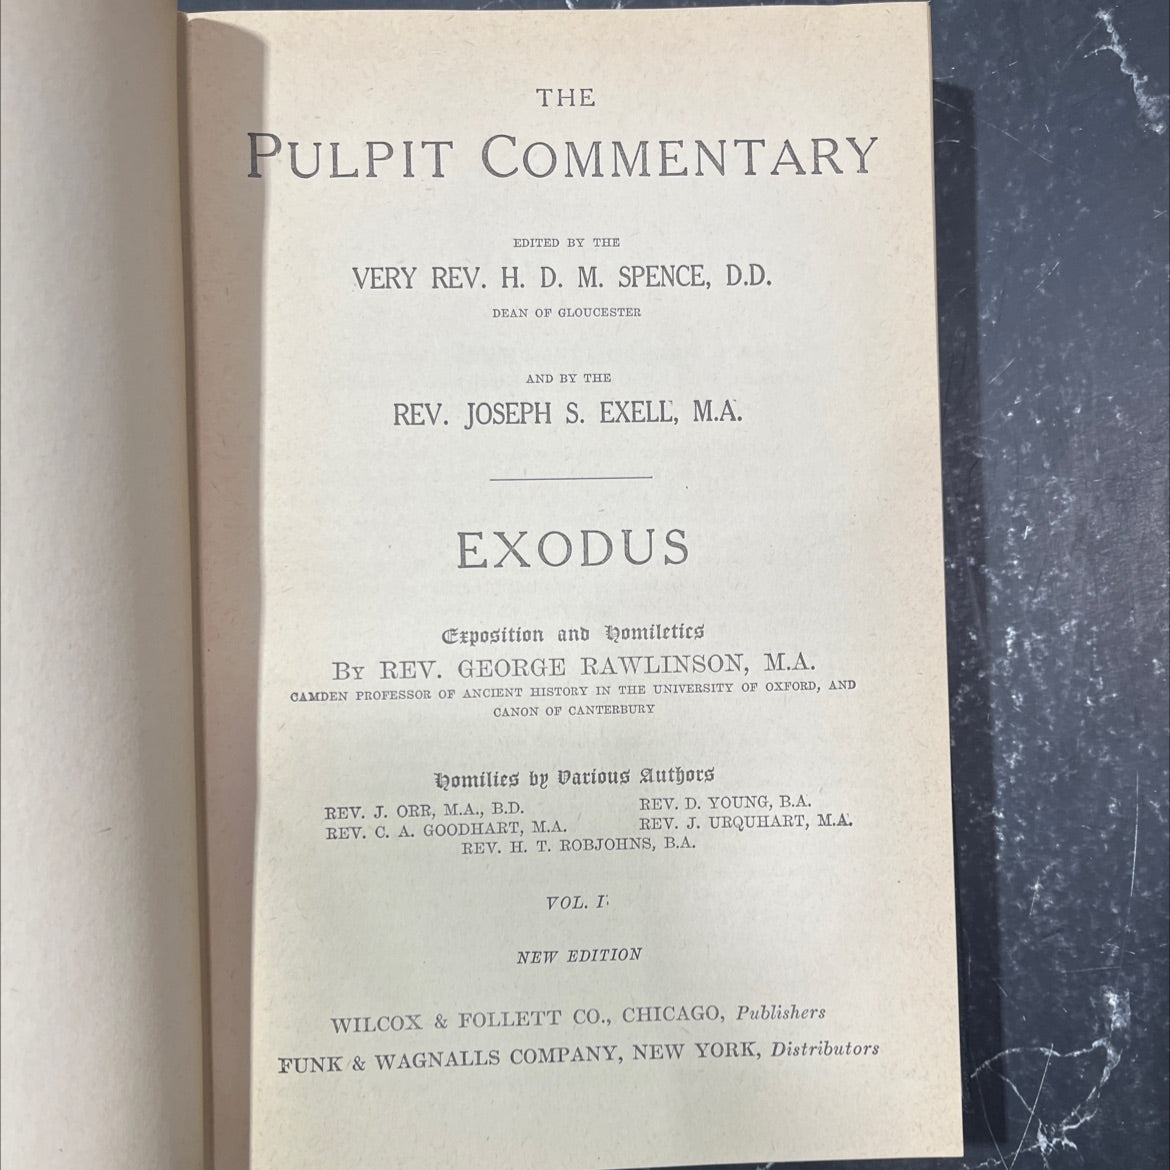 THE
PULPIT COMMENTARY
EDITED BY THE
VERY REV. H. D. M. SPENCE, D.D.
DEAN OF GLOUCESTER
AND BY THE
REV. JOSEPH S. EXELL, M.A.
EXODUS
Exposition and Homiletics
BY REV. GEORGE RAWLINSON, M.A.
CAMDEN PROFESSOR OF ANCIENT HISTORY IN THE UNIVERSITY OF OXFORD, AND
CANON OF CANTERBURY
Homilies by Various Authors
REV. J. ORR, M.A., B.D. REV. D. YOUNG, B.A.
REV. C. A. GOODHART, M.A. REV. J. URQUHART, M.A.
REV. H. T. ROBJOHNS, B.A.
VOL. I.
NEW EDITION
WILCOX & FOLLETT CO., CHICAGO, Publishers
FUNK & WAGNALLS COMPANY, NEW YORK, Distributors